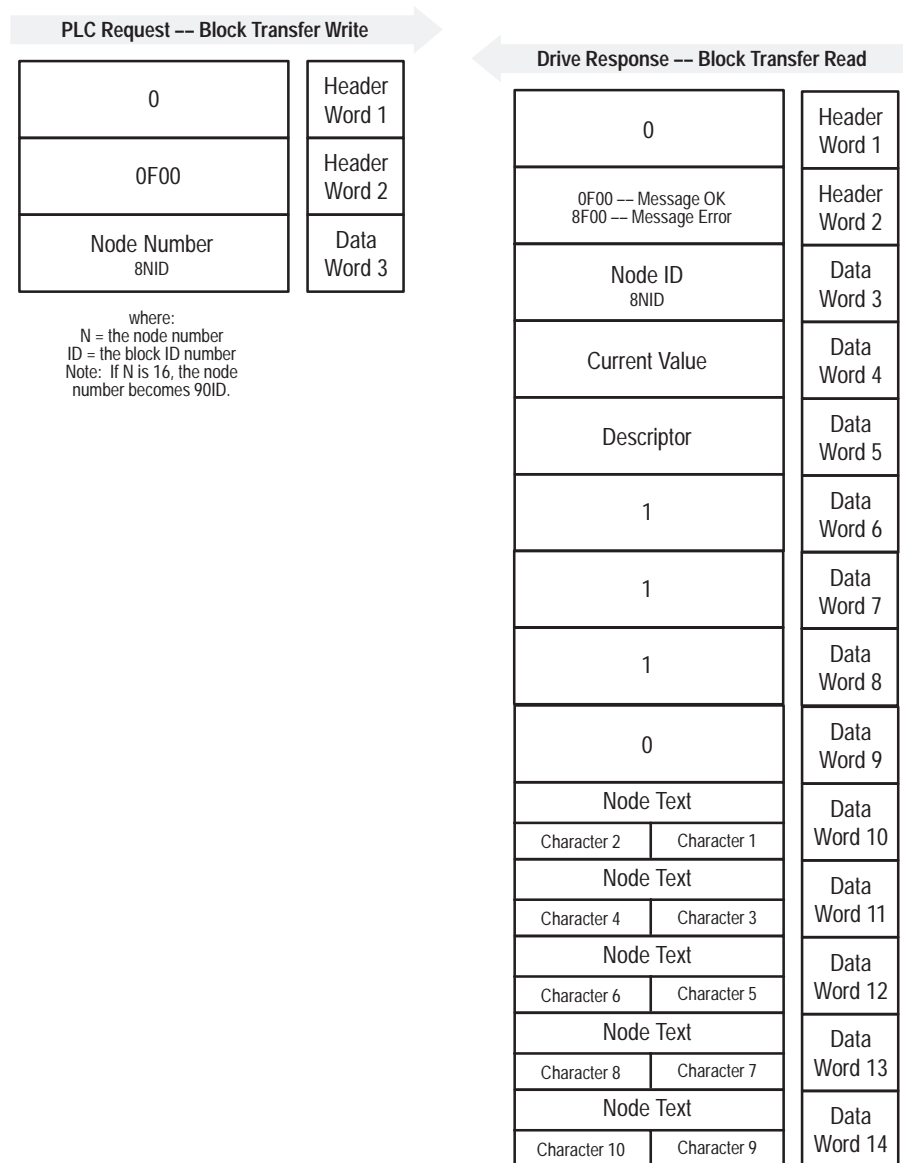 PLC Request –– Block Transfer Write
0
Header
Word 1
0F00
Header
Word 2
Node Number
8NID
Data
Word 3
where:
N = the node number
ID = the block ID number
Note: If N is 16, the node
number becomes 90ID.
Drive Response –– Block Transfer Read
0
Header
Word 1
0F00 –– Message OK
8F00 –– Message Error
Header
Word 2
Node ID
8NID
Data
Word 3
Current Value
Data
Word 4
Descriptor
Data
Word 5
1
Data
Word 6
1
Data
Word 7
1
Data
Word 8
0
Data
Word 9
Node Text
Character 2 Character 1
Data
Word 10
Node Text
Character 4 Character 3
Data
Word 11
Node Text
Character 6 Character 5
Data
Word 12
Node Text
Character 8 Character 7
Data
Word 13
Node Text
Character 10 Character 9
Data
Word 14